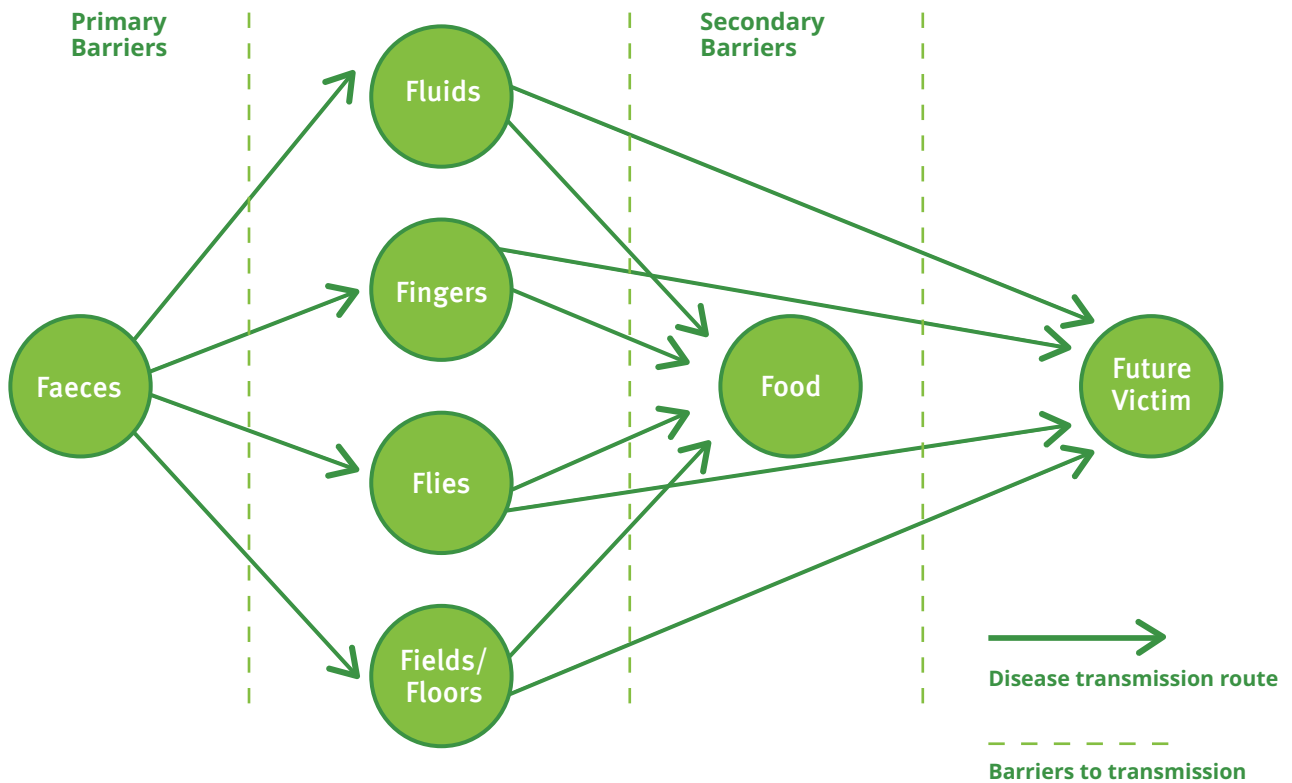 Primary
Barriers
Secondary
Barriers
Fluids
Fingers
Faeces
Food
Future
Victim
Flies
Fields/
Floors
Disease transmission route
Barriers to transmission